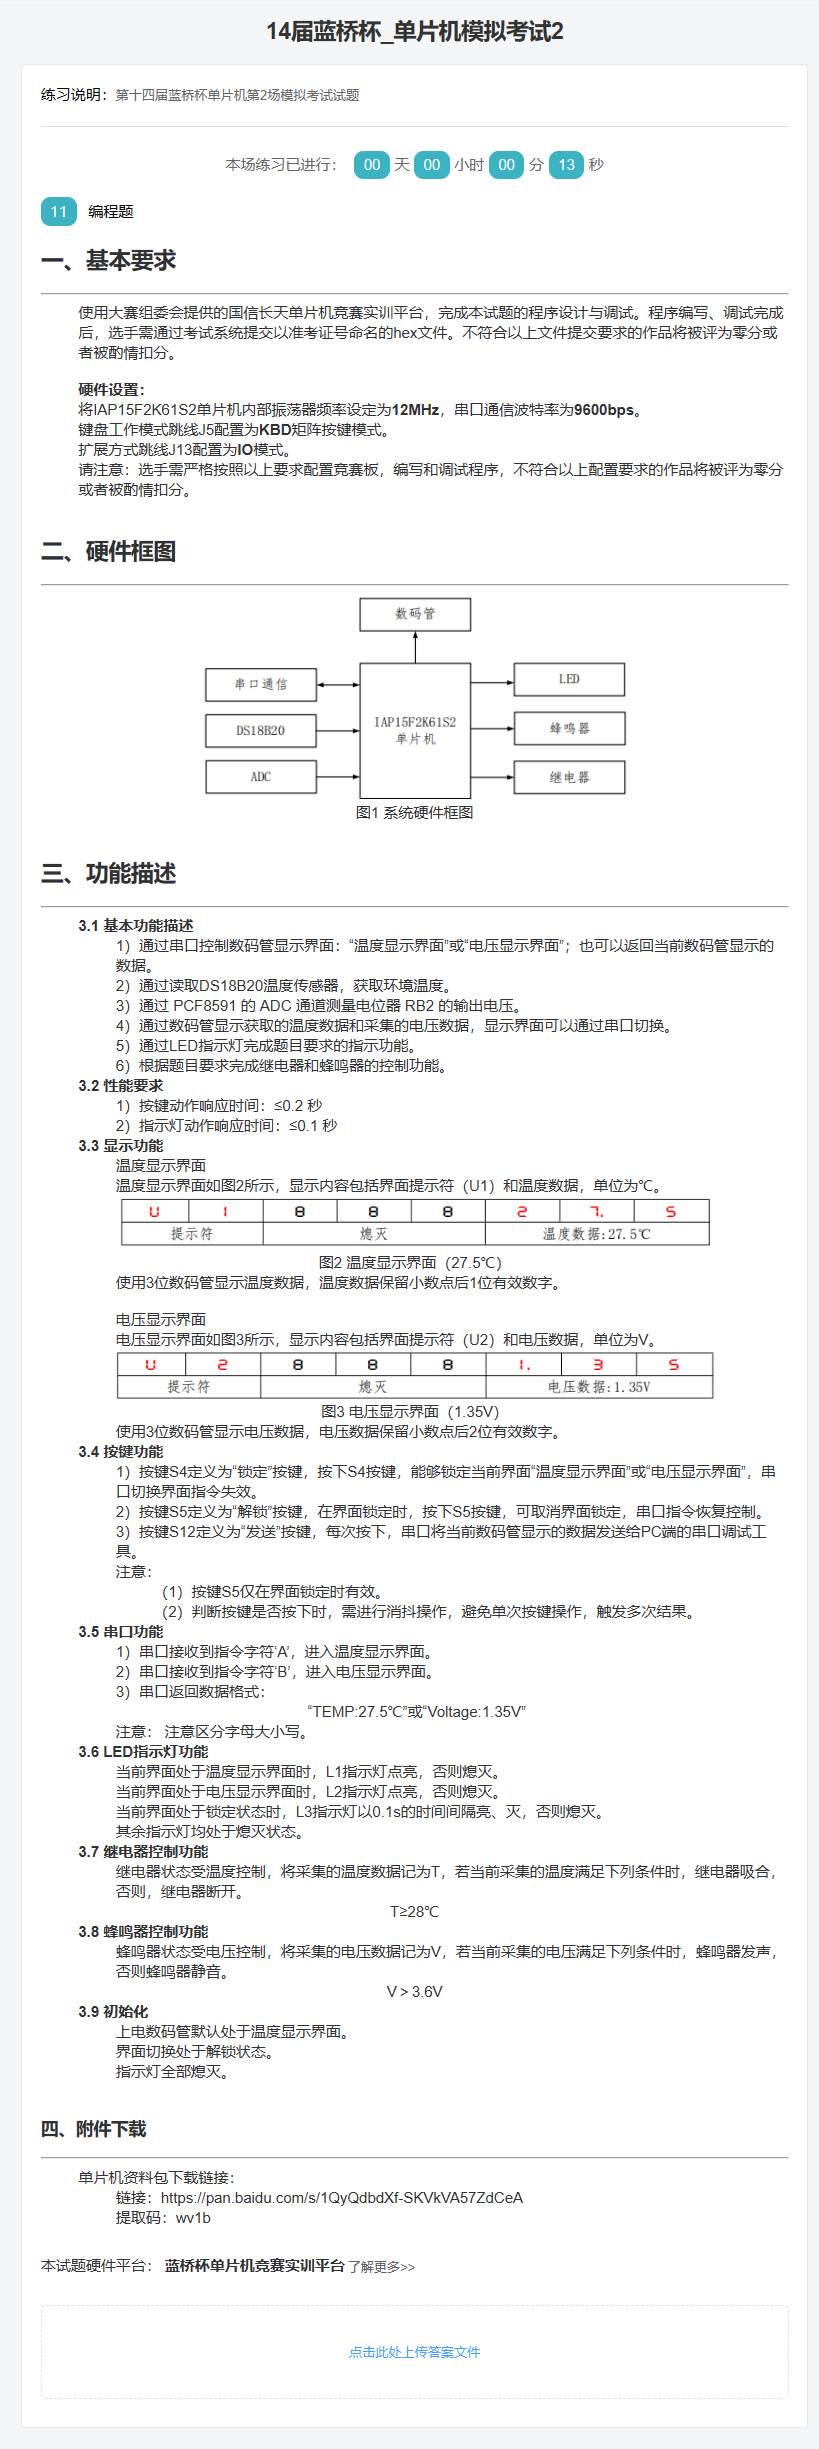 14届蓝桥杯_单片机模拟考试2
练习说明：第十四届蓝桥杯单片机第2场模拟考试试题
本场练习已进行： 00 天 00 小时 00 分 13 秒
11 编程题
一、基本要求
使用大赛组委会提供的国信长天单片机竞赛实训平台，完成本试题的程序设计与调试。程序编写、调试完成
后，选手需通过考试系统提交以准考证号命名的hex文件。不符合以上文件提交要求的作品将被评为零分或
者被酌情扣分。
硬件设置：
将IAP15F2K61S2单片机内部振荡器频率设定为12MHz，串口通信波特率为9600bps。
键盘工作模式跳线J5配置为KBD矩阵按键模式。
扩展方式跳线J13配置为IO模式。
请注意：选手需严格按照以上要求配置竞赛板，编写和调试程序，不符合以上配置要求的作品将被评为零分
或者被酌情扣分。
二、硬件框图
数码管
串口通信
LED
DS18B20
IAP15F2K61S2
单片机
蜂鸣器
ADC
继电器
图1 系统硬件框图
三、功能描述
3.1 基本功能描述
1）通过串口控制数码管显示界面：“温度显示界面”或“电压显示界面”；也可以返回当前数码管显示的
数据。
2）通过读取DS18B20温度传感器，获取环境温度。
3）通过 PCF8591 的 ADC 通道测量电位器 RB2 的输出电压。
4）通过数码管显示获取的温度数据和采集的电压数据，显示界面可以通过串口切换。
5）通过LED指示灯完成题目要求的指示功能。
6）根据题目要求完成继电器和蜂鸣器的控制功能。
3.2 性能要求
1）按键动作响应时间：≤0.2 秒
2）指示灯动作响应时间：≤0.1 秒
3.3 显示功能
温度显示界面
温度显示界面如图2所示，显示内容包括界面提示符（U1）和温度数据，单位为℃。
U 1 8 8 8 2 7. 5
提示符 熄灭 温度数据:27.5℃
图2 温度显示界面（27.5℃）
使用3位数码管显示温度数据，温度数据保留小数点后1位有效数字。
电压显示界面
电压显示界面如图3所示，显示内容包括界面提示符（U2）和电压数据，单位为V。
U 2 8 8 8 1. 3 5
提示符 熄灭 电压数据:1.35V
图3 电压显示界面（1.35V）
使用3位数码管显示电压数据，电压数据保留小数点后2位有效数字。
3.4 按键功能
1）按键S4定义为“锁定”按键，按下S4按键，能够锁定当前界面“温度显示界面”或“电压显示界面”，串
口切换界面指令失效。
2）按键S5定义为“解锁”按键，在界面锁定时，按下S5按键，可取消界面锁定，串口指令恢复控制。
3）按键S12定义为“发送”按键，每次按下，串口将当前数码管显示的数据发送给PC端的串口调试工
具。
注意：
（1）按键S5仅在界面锁定时有效。
（2）判断按键是否按下时，需进行消抖操作，避免单次按键操作，触发多次结果。
3.5 串口功能
1）串口接收到指令字符‘A’，进入温度显示界面。
2）串口接收到指令字符‘B’，进入电压显示界面。
3）串口返回数据格式：
“TEMP:27.5℃”或“Voltage:1.35V”
注意： 注意区分字母大小写。
3.6 LED指示灯功能
当前界面处于温度显示界面时，L1指示灯点亮，否则熄灭。
当前界面处于电压显示界面时，L2指示灯点亮，否则熄灭。
当前界面处于锁定状态时，L3指示灯以0.1s的时间间隔亮、灭，否则熄灭。
其余指示灯均处于熄灭状态。
3.7 继电器控制功能
继电器状态受温度控制，将采集的温度数据记为T，若当前采集的温度满足下列条件时，继电器吸合，
否则，继电器断开。
T≥28℃
3.8 蜂鸣器控制功能
蜂鸣器状态受电压控制，将采集的电压数据记为V，若当前采集的电压满足下列条件时，蜂鸣器发声，
否则蜂鸣器静音。
V > 3.6V
3.9 初始化
上电数码管默认处于温度显示界面。
界面切换处于解锁状态。
指示灯全部熄灭。
四、附件下载
单片机资料包下载链接：
链接：https://pan.baidu.com/s/1QyQdbdXf-SKVkVA57ZdCeA
提取码：wv1b
本试题硬件平台： 蓝桥杯单片机竞赛实训平台 了解更多>>
点击此处上传答案文件